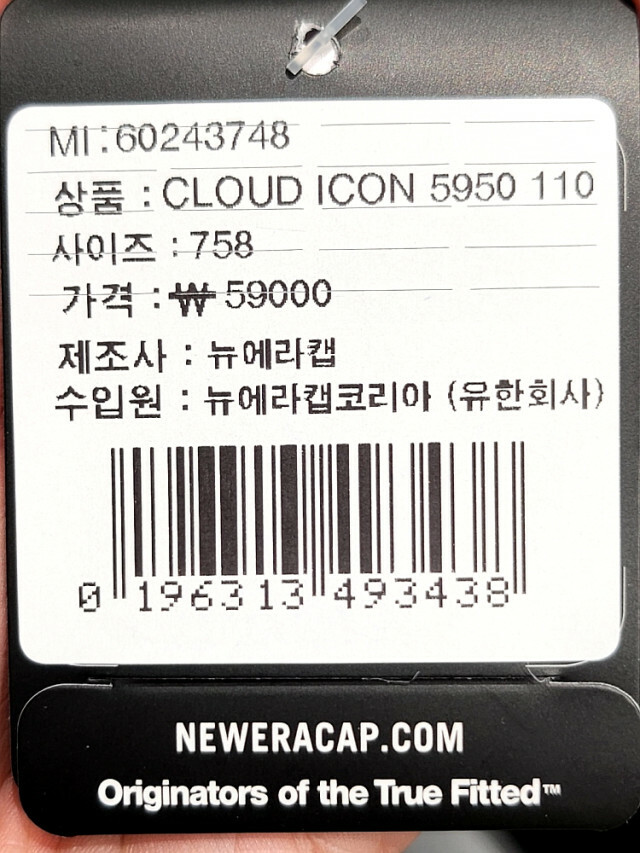 MI:60243748
상품 : CLOUD ICON 5950 110
사이즈 : 758
가격 : ₩ 59000
제조사 : 뉴에라캡
수입원 : 뉴에라캡코리아 (유한회사)
0 196313 493438
NEWERACAP.COM
Originators of the True Fitted™